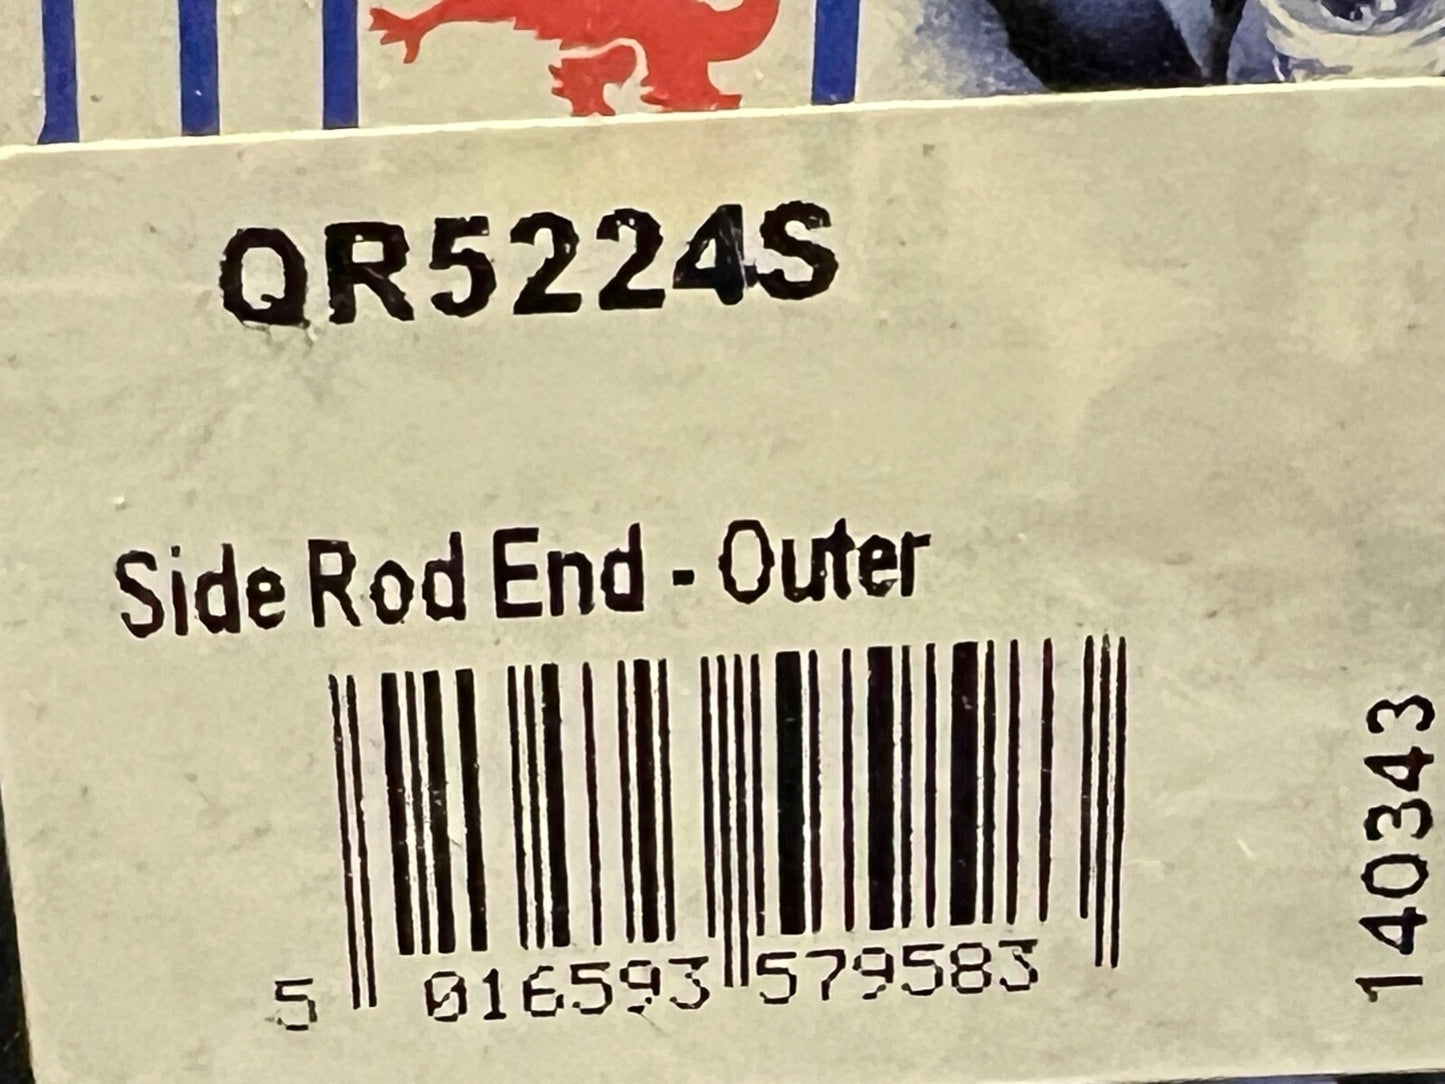 QR5224S
Side Rod End - Outer
5 016593 579583
140343